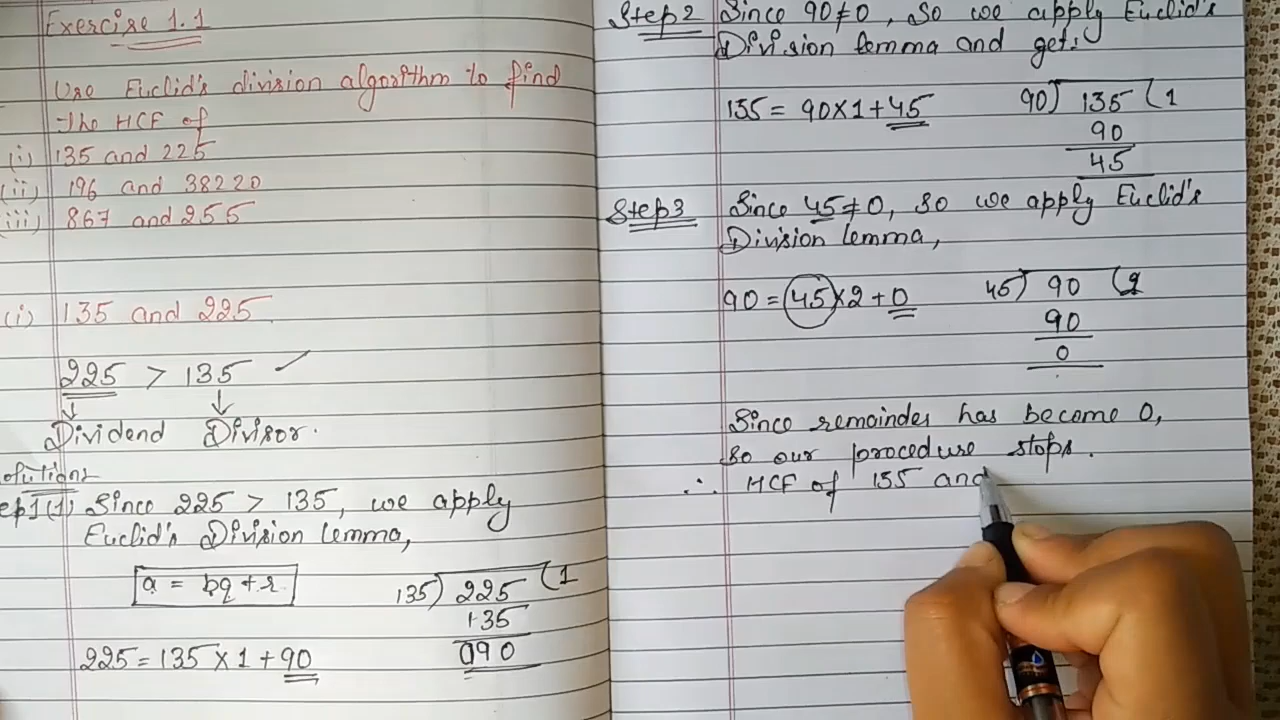 Exercise 1.1
Use Euclid's division algorithm to find
the HCF of
(i) 135 and 225
(ii) 196 and 38220
(iii) 867 and 255
(i) 135 and 225
225 > 135
Dividend Divisor.
olutions
ep1(1) Since 225 > 135, we apply
Euclid's Division lemma,
a = bq + r
135) 225 (1
135
090
225 = 135 × 1 + 90
Step2 Since 90 ≠ 0, So we apply Euclid's
Division lemma and get:
135 = 90 × 1 + 45
90) 135 (1
90
45
Step3 Since 45 ≠ 0, so we apply Euclid's
Division lemma,
90 = 45 × 2 + 0
45) 90 (2
90
0
Since remainder has become 0,
so our procedure stops.
∴ HCF of 135 and